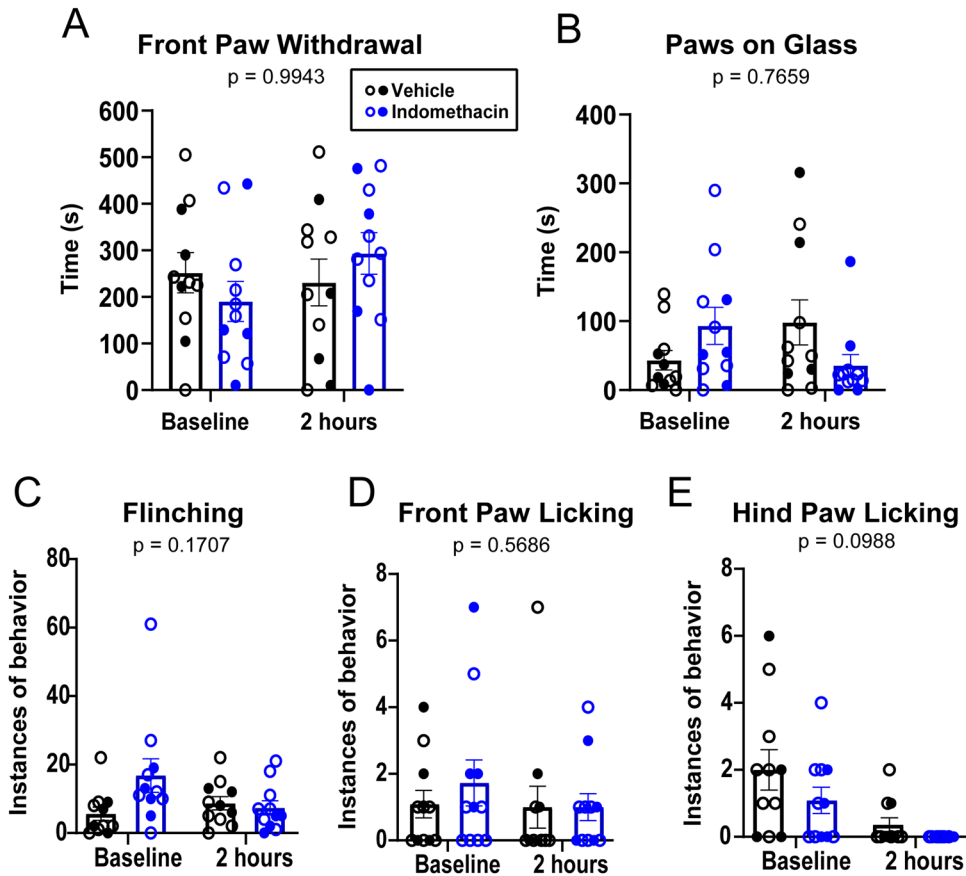 A
Front Paw Withdrawal
p = 0.9943
Vehicle
Indomethacin
Time (s)
600
500
400
300
200
100
0
Baseline
2 hours
B
Paws on Glass
p = 0.7659
Time (s)
400
300
200
100
0
Baseline
2 hours
C
Flinching
p = 0.1707
Instances of behavior
80
60
40
20
0
Baseline
2 hours
D
Front Paw Licking
p = 0.5686
Instances of behavior
8
6
4
2
0
Baseline
2 hours
E
Hind Paw Licking
p = 0.0988
Instances of behavior
8
6
4
2
0
Baseline
2 hours